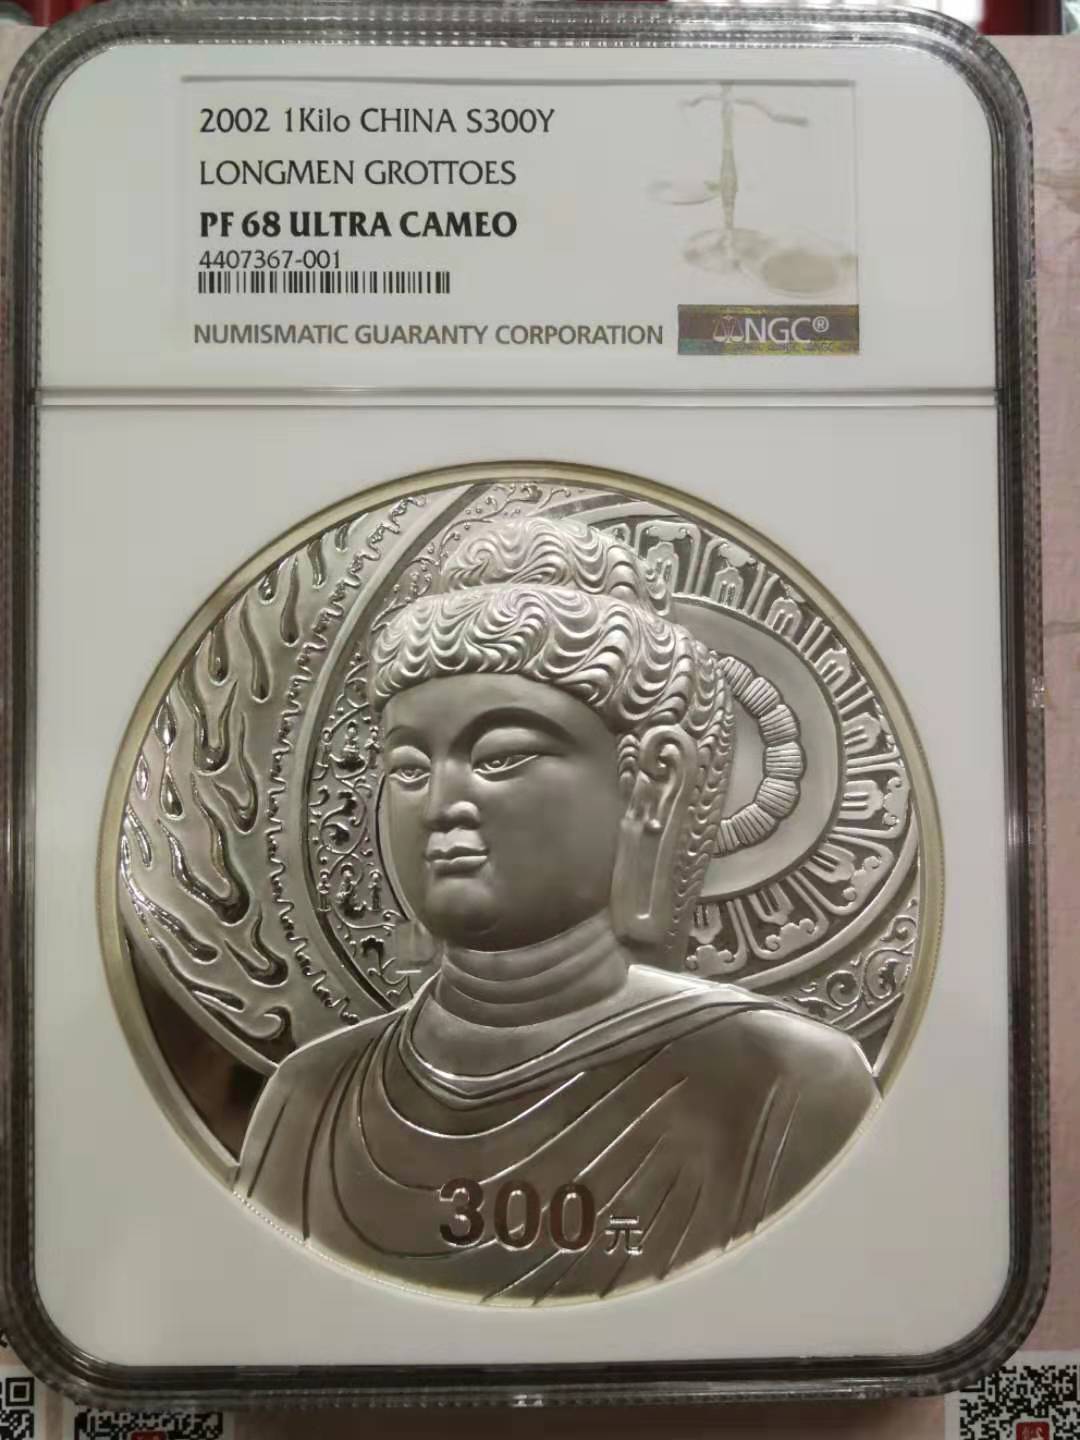 2002 1Kilo CHINA S300Y
LONGMEN GROTTOES
PF 68 ULTRA CAMEO
4407367-001
NUMISMATIC GUARANTY CORPORATION
NGC®
300元